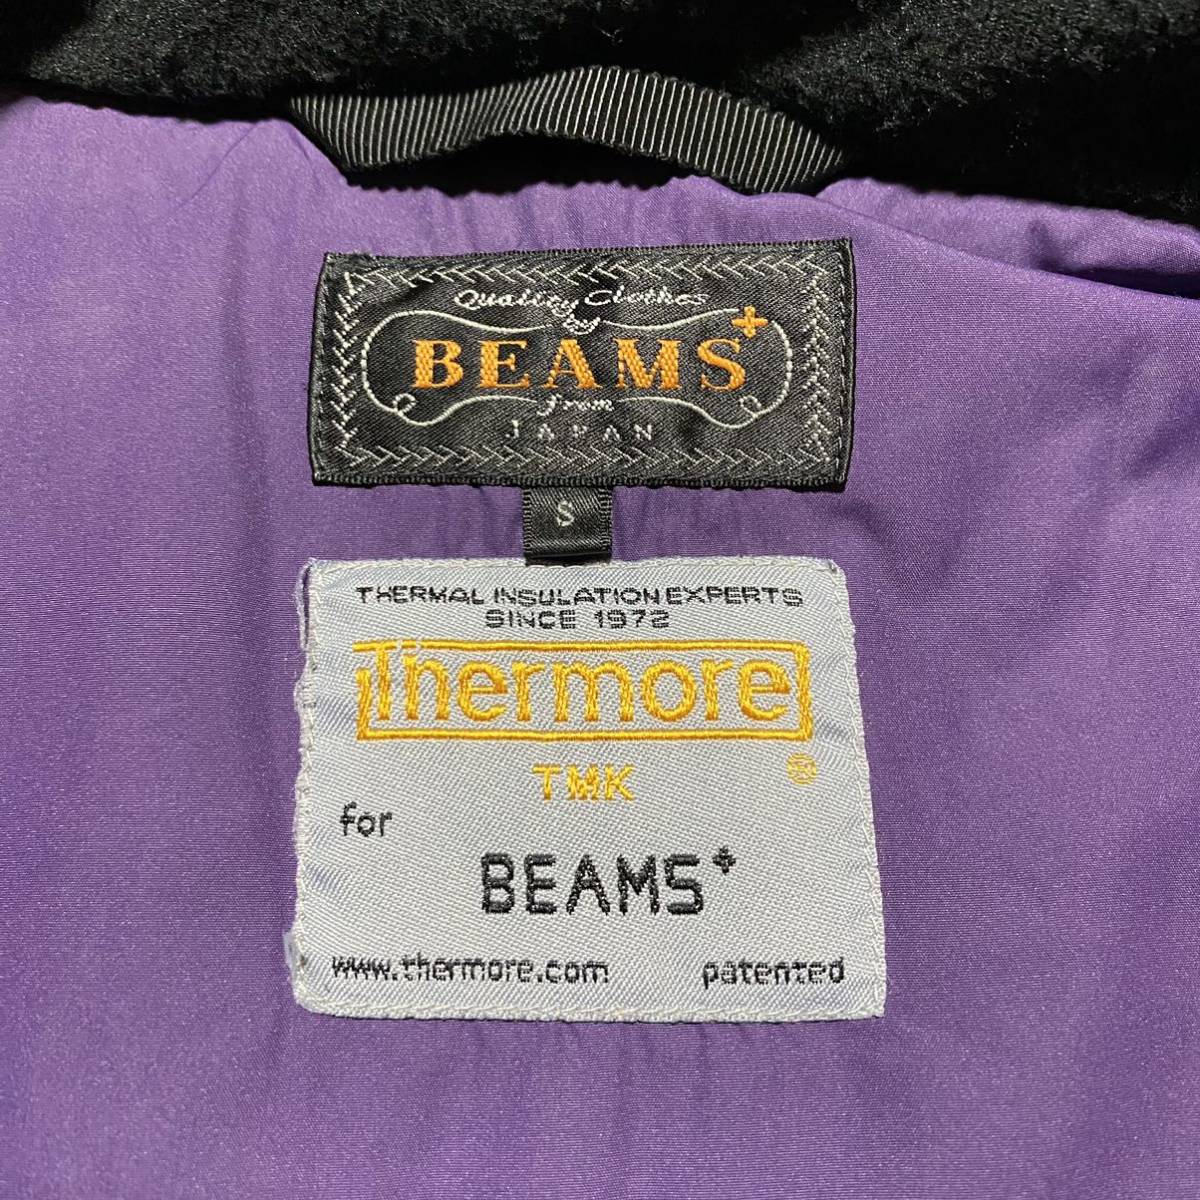 Quality Clothes
by
BEAMS+
from
JAPAN
S
THERMAL INSULATION EXPERTS
SINCE 1972
Thermore
®
TMK
for
BEAMS+
www.thermore.com patented